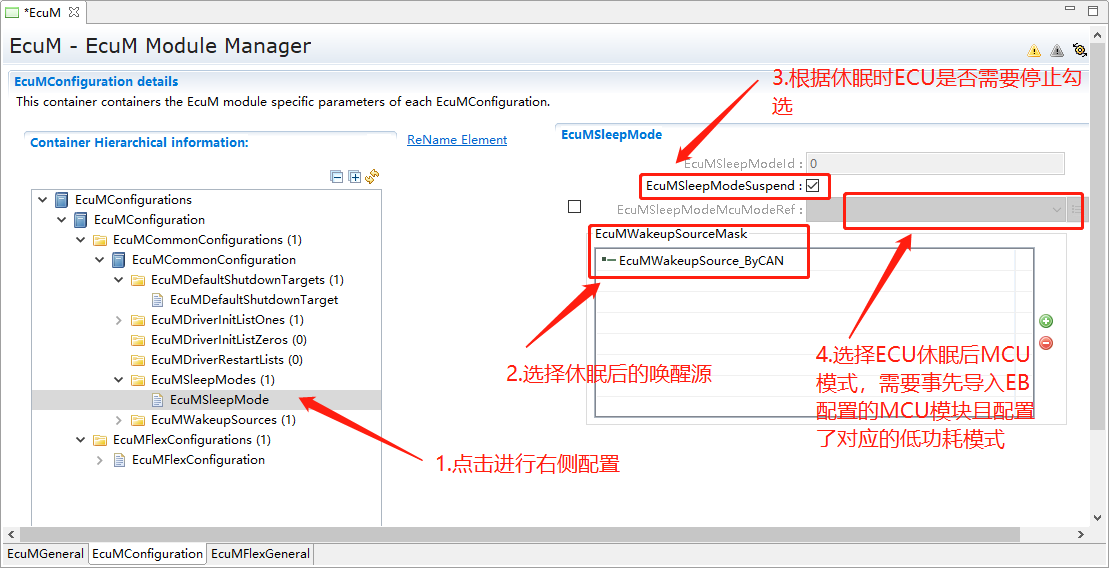 *EcuM
EcuM - EcuM Module Manager
EcuMConfiguration details
This container containers the EcuM module specific parameters of each EcuMConfiguration.
3.根据休眠时ECU是否需要停止勾
选
Container Hierarchical information:
ReName Element
EcuMSleepMode
EcuMSleepModeId : 0
EcuMSleepModeSuspend :
EcuMSleepModeMcuModeRef :
EcuMWakeupSourceMask
EcuMWakeupSource_ByCAN
EcuMConfigurations
EcuMConfiguration
EcuMCommonConfigurations (1)
EcuMCommonConfiguration
EcuMDefaultShutdownTargets (1)
EcuMDefaultShutdownTarget
EcuMDriverInitListOnes (1)
EcuMDriverInitListZeros (0)
EcuMDriverRestartLists (0)
EcuMSleepModes (1)
EcuMSleepMode
EcuMWakeupSources (1)
EcuMFlexConfigurations (1)
EcuMFlexConfiguration
2.选择休眠后的唤醒源
4.选择ECU休眠后MCU
模式，需要事先导入EB
配置的MCU模块且配置
了对应的低功耗模式
1.点击进行右侧配置
EcuMGeneral
EcuMConfiguration
EcuMFlexGeneral